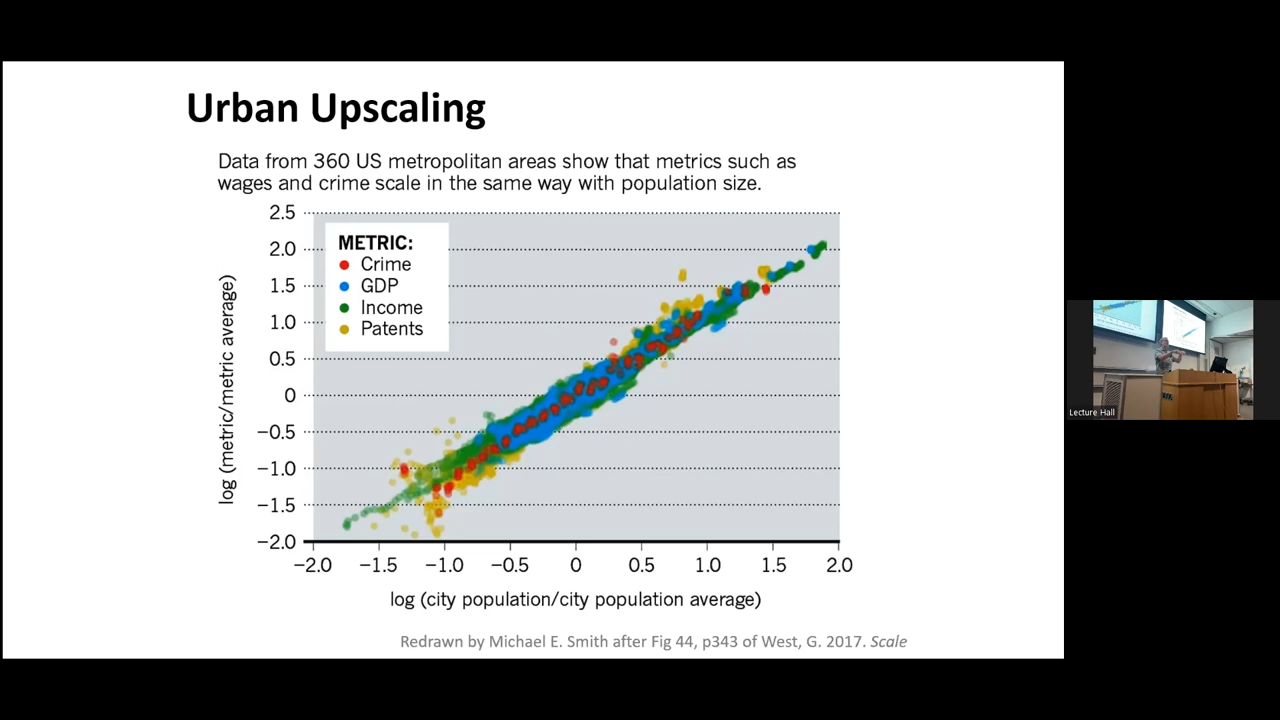 Urban Upscaling
Data from 360 US metropolitan areas show that metrics such as
wages and crime scale in the same way with population size.
METRIC:
Crime
GDP
Income
Patents
log (metric/metric average)
2.5
2.0
1.5
1.0
0.5
0
−0.5
−1.0
−1.5
−2.0
−2.0 −1.5 −1.0 −0.5 0 0.5 1.0 1.5 2.0
log (city population/city population average)
Redrawn by Michael E. Smith after Fig 44, p343 of West, G. 2017. Scale
Lecture Hall